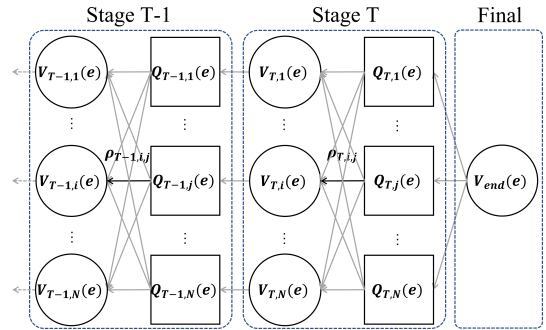 Stage T-1 Stage T Final
V_{T-1,1}(e) Q_{T-1,1}(e) V_{T,1}(e) Q_{T,1}(e)
⋮ ⋮ ⋮ ⋮
ρ_{T-1,i,j} ρ_{T,i,j}
V_{T-1,i}(e) Q_{T-1,j}(e) V_{T,i}(e) Q_{T,j}(e) V_{end}(e)
⋮ ⋮ ⋮ ⋮
V_{T-1,N}(e) Q_{T-1,N}(e) V_{T,N}(e) Q_{T,N}(e)